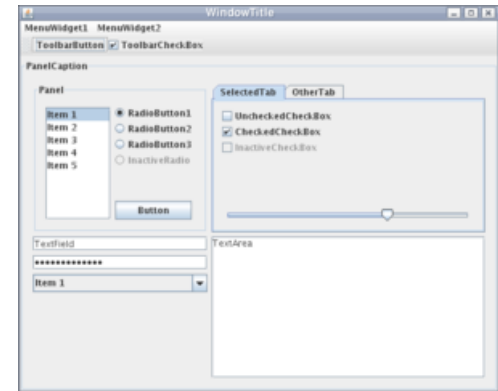 WindowTitle
MenuWidget1 MenuWidget2
ToolbarButton ToolbarCheckBox
PanelCaption
Panel
Item 1
Item 2
Item 3
Item 4
Item 5
RadioButton1
RadioButton2
RadioButton3
InactiveRadio
Button
SelectedTab OtherTab
UncheckedCheckBox
CheckedCheckBox
InactiveCheckBox
TextField
•••••••••••••
Item 1
TextArea